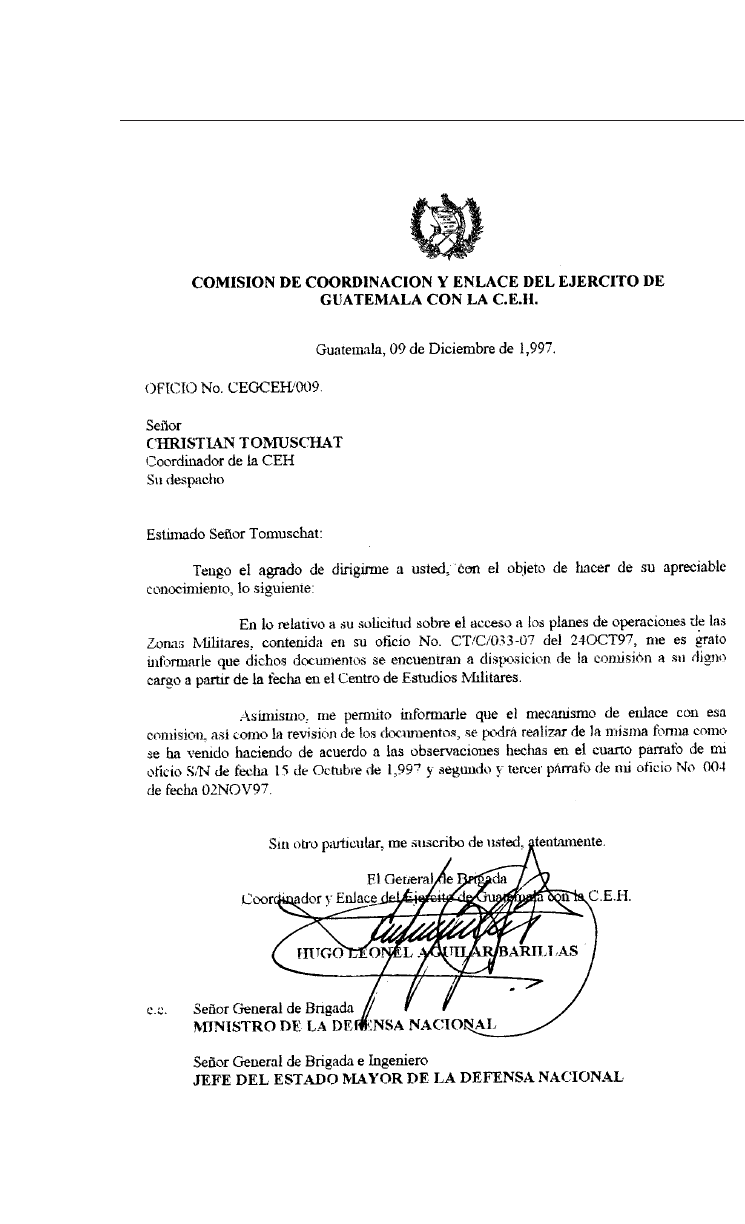 COMISION DE COORDINACION Y ENLACE DEL EJERCITO DE
GUATEMALA CON LA C.E.H.
Guatemala, 09 de Diciembre de 1,997.
OFICIO No. CEGCEH/009.
Señor
CHRISTIAN TOMUSCHAT
Coordinador de la CEH
Su despacho
Estimado Señor Tomuschat:
Tengo el agrado de dirigirme a usted, con el objeto de hacer de su apreciable
conocimiento, lo siguiente:
En lo relativo a su solicitud sobre el acceso a los planes de operaciones de las
Zonas Militares, contenida en su oficio No. CT/C/033-07 del 24OCT97, me es grato
informarle que dichos documentos se encuentran a disposicion de la comisión a su digno
cargo a partir de la fecha en el Centro de Estudios Militares.
Asimismo, me permito informarle que el mecanismo de enlace con esa
comision, asi como la revisión de los documentos, se podrá realizar de la misma forma como
se ha venido haciendo de acuerdo a las observaciones hechas en el cuarto parrafo de mi
oficio S/N de fecha 15 de Octubre de 1,997 y segundo y tercer párrafo de mi oficio No 004
de fecha 02NOV97.
Sin otro particular, me suscribo de usted, atentamente.
El General de Brigada
Coordinador y Enlace del Ejercito de Guatemala con la C.E.H.
HUGO LEONEL AGUILAR BARILLAS
c.c. Señor General de Brigada
MINISTRO DE LA DEFENSA NACIONAL
Señor General de Brigada e Ingeniero
JEFE DEL ESTADO MAYOR DE LA DEFENSA NACIONAL